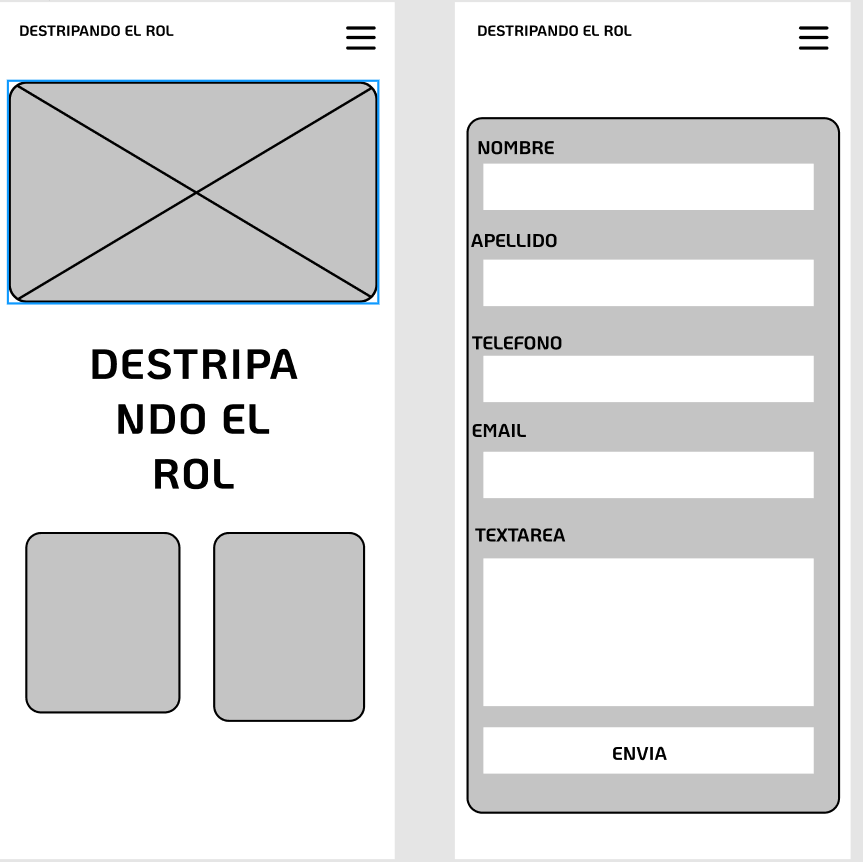 DESTRIPANDO EL ROL
DESTRIPA
NDO EL
ROL
DESTRIPANDO EL ROL
NOMBRE
APELLIDO
TELEFONO
EMAIL
TEXTAREA
ENVIA